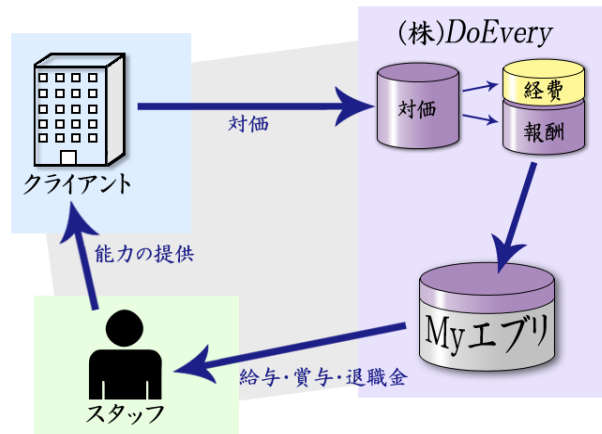 (株)DoEvery
対価
経費
報酬
対価
クライアント
能力の提供
Myエブリ
給与・賞与・退職金
スタッフ